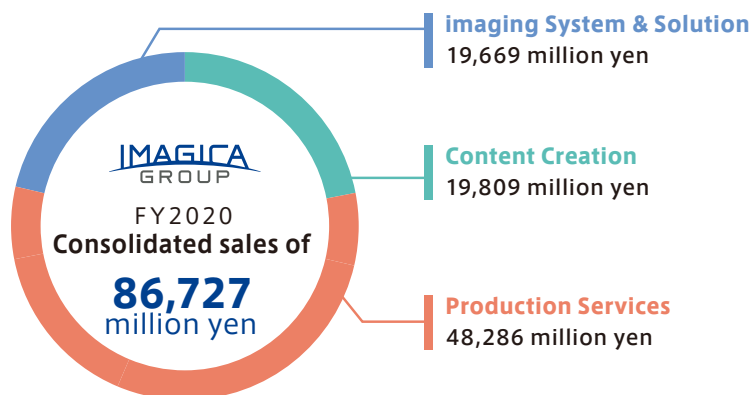 imaging System & Solution
19,669 million yen
IMAGICA
GROUP
FY2020
Consolidated sales of
86,727
million yen
Content Creation
19,809 million yen
Production Services
48,286 million yen